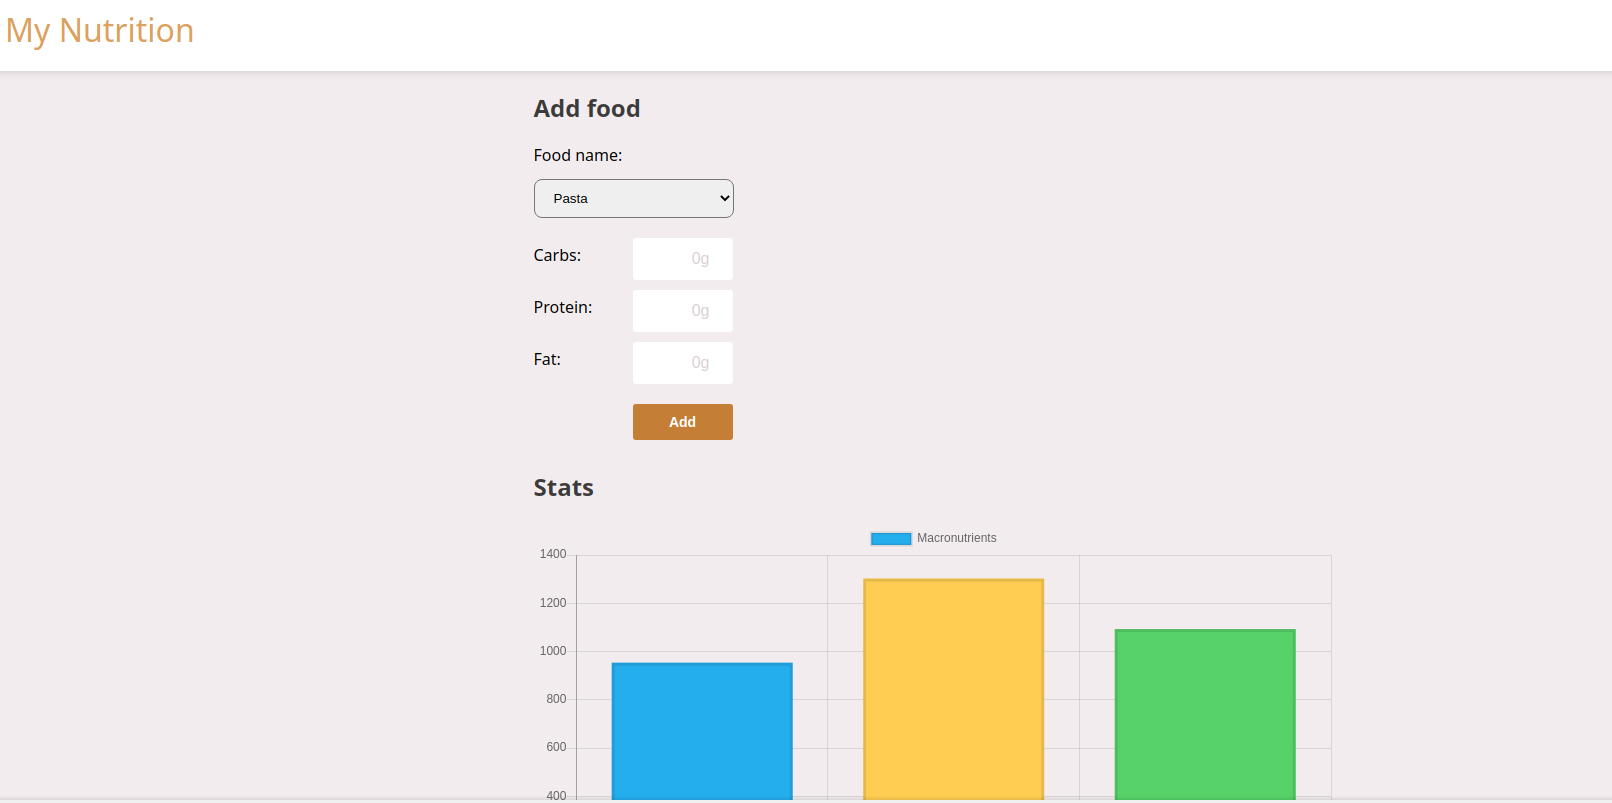 My Nutrition
Add food
Food name:
Pasta
Carbs: 0g
Protein: 0g
Fat: 0g
Add
Stats
Macronutrients
1400
1200
1000
800
600
400